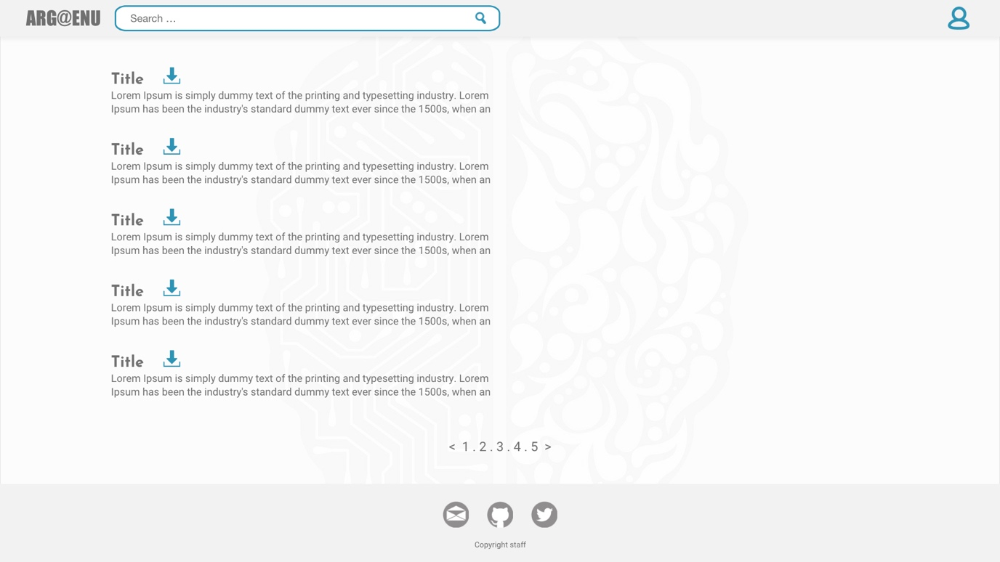 ARG@ENU
Search ...
Title
Lorem Ipsum is simply dummy text of the printing and typesetting industry. Lorem
Ipsum has been the industry's standard dummy text ever since the 1500s, when an
Title
Lorem Ipsum is simply dummy text of the printing and typesetting industry. Lorem
Ipsum has been the industry's standard dummy text ever since the 1500s, when an
Title
Lorem Ipsum is simply dummy text of the printing and typesetting industry. Lorem
Ipsum has been the industry's standard dummy text ever since the 1500s, when an
Title
Lorem Ipsum is simply dummy text of the printing and typesetting industry. Lorem
Ipsum has been the industry's standard dummy text ever since the 1500s, when an
Title
Lorem Ipsum is simply dummy text of the printing and typesetting industry. Lorem
Ipsum has been the industry's standard dummy text ever since the 1500s, when an
< 1 . 2 . 3 . 4 . 5 >
Copyright staff